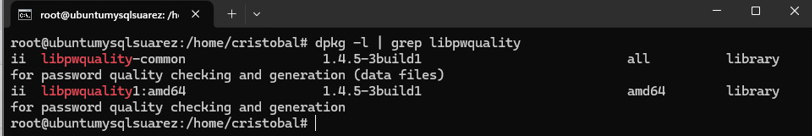 root@ubuntumysqlsuarez: /h
root@ubuntumysqlsuarez:/home/cristobal# dpkg -l | grep libpwquality
ii  libpwquality-common                1.4.5-3build1                          all          library
for password quality checking and generation (data files)
ii  libpwquality1:amd64                1.4.5-3build1                          amd64        library
for password quality checking and generation
root@ubuntumysqlsuarez:/home/cristobal#